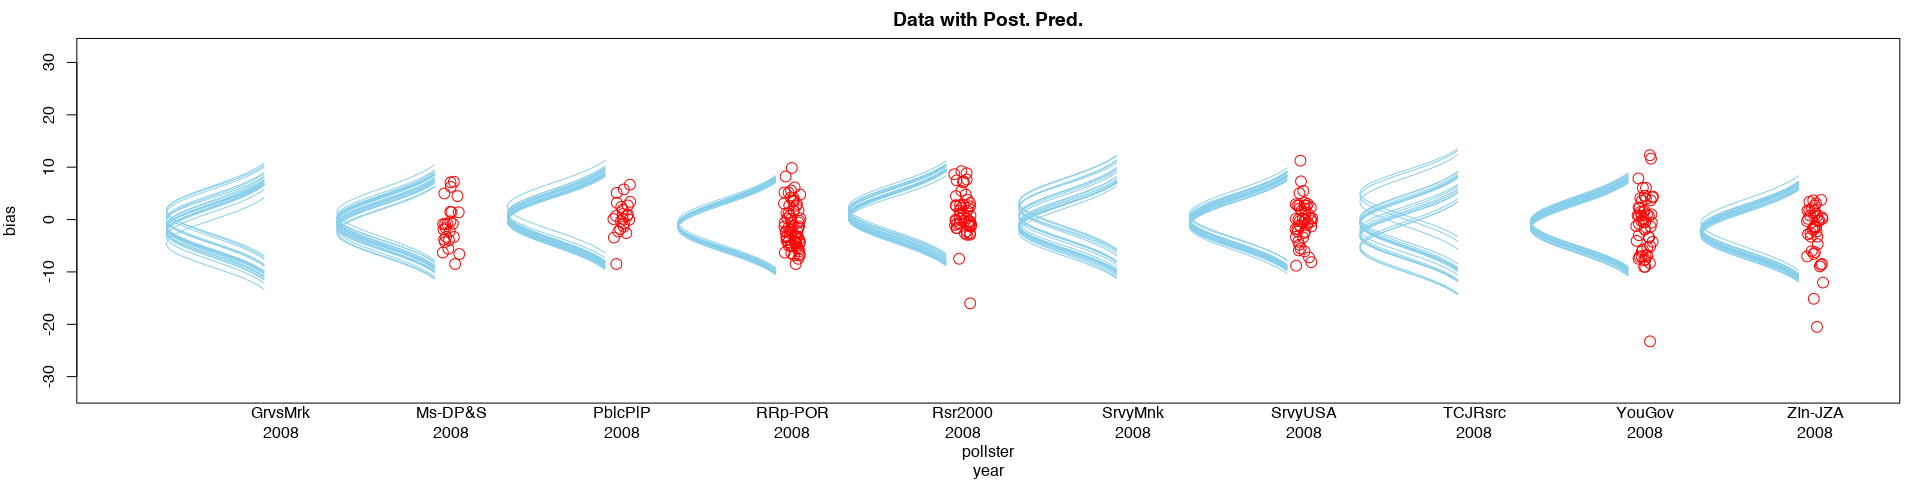 Data with Post. Pred.
30
20
10
0
-10
-20
-30
bias
GrvsMrk Ms-DP&S PblcPlP RRp-POR Rsr2000 SrvyMnk SrvyUSA TCJRsrc YouGov ZIn-JZA
2008 2008 2008 2008 2008 2008 2008 2008 2008 2008
pollster
year